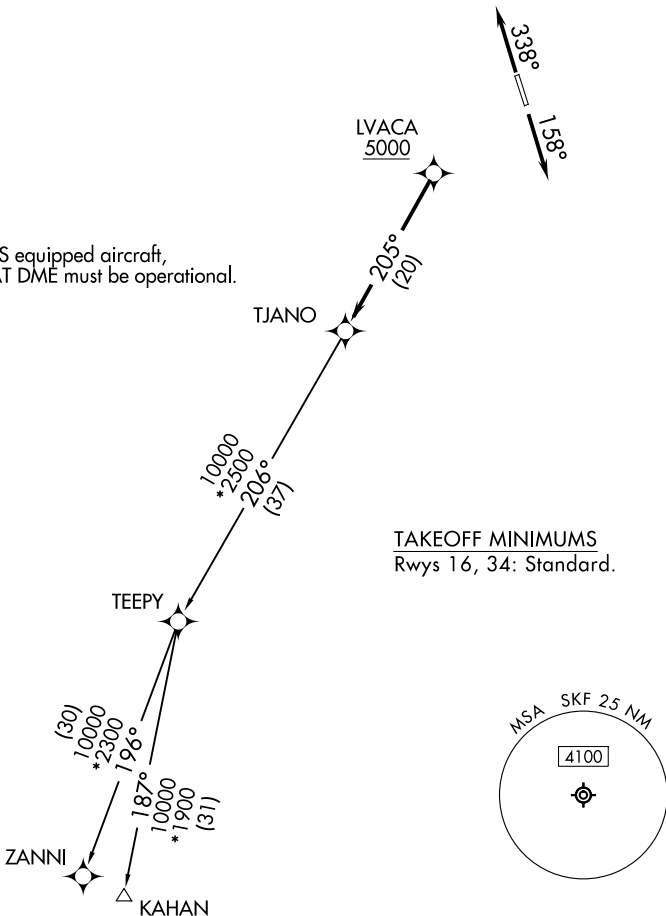 338°
158°
LVACA
5000
205°
(20)
S equipped aircraft,
AT DME must be operational.
TJANO
10000
*2500
206°
(37)
TAKEOFF MINIMUMS
Rwys 16, 34: Standard.
TEEPY
(30)
10000
*2300
196°
187°
10000
*1900
(31)
MSA SKF 25 NM
4100
ZANNI
KAHAN